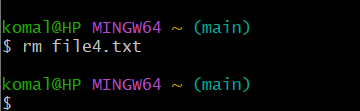 komal@HP MINGW64 ~ (main)
$ rm file4.txt
komal@HP MINGW64 ~ (main)
$